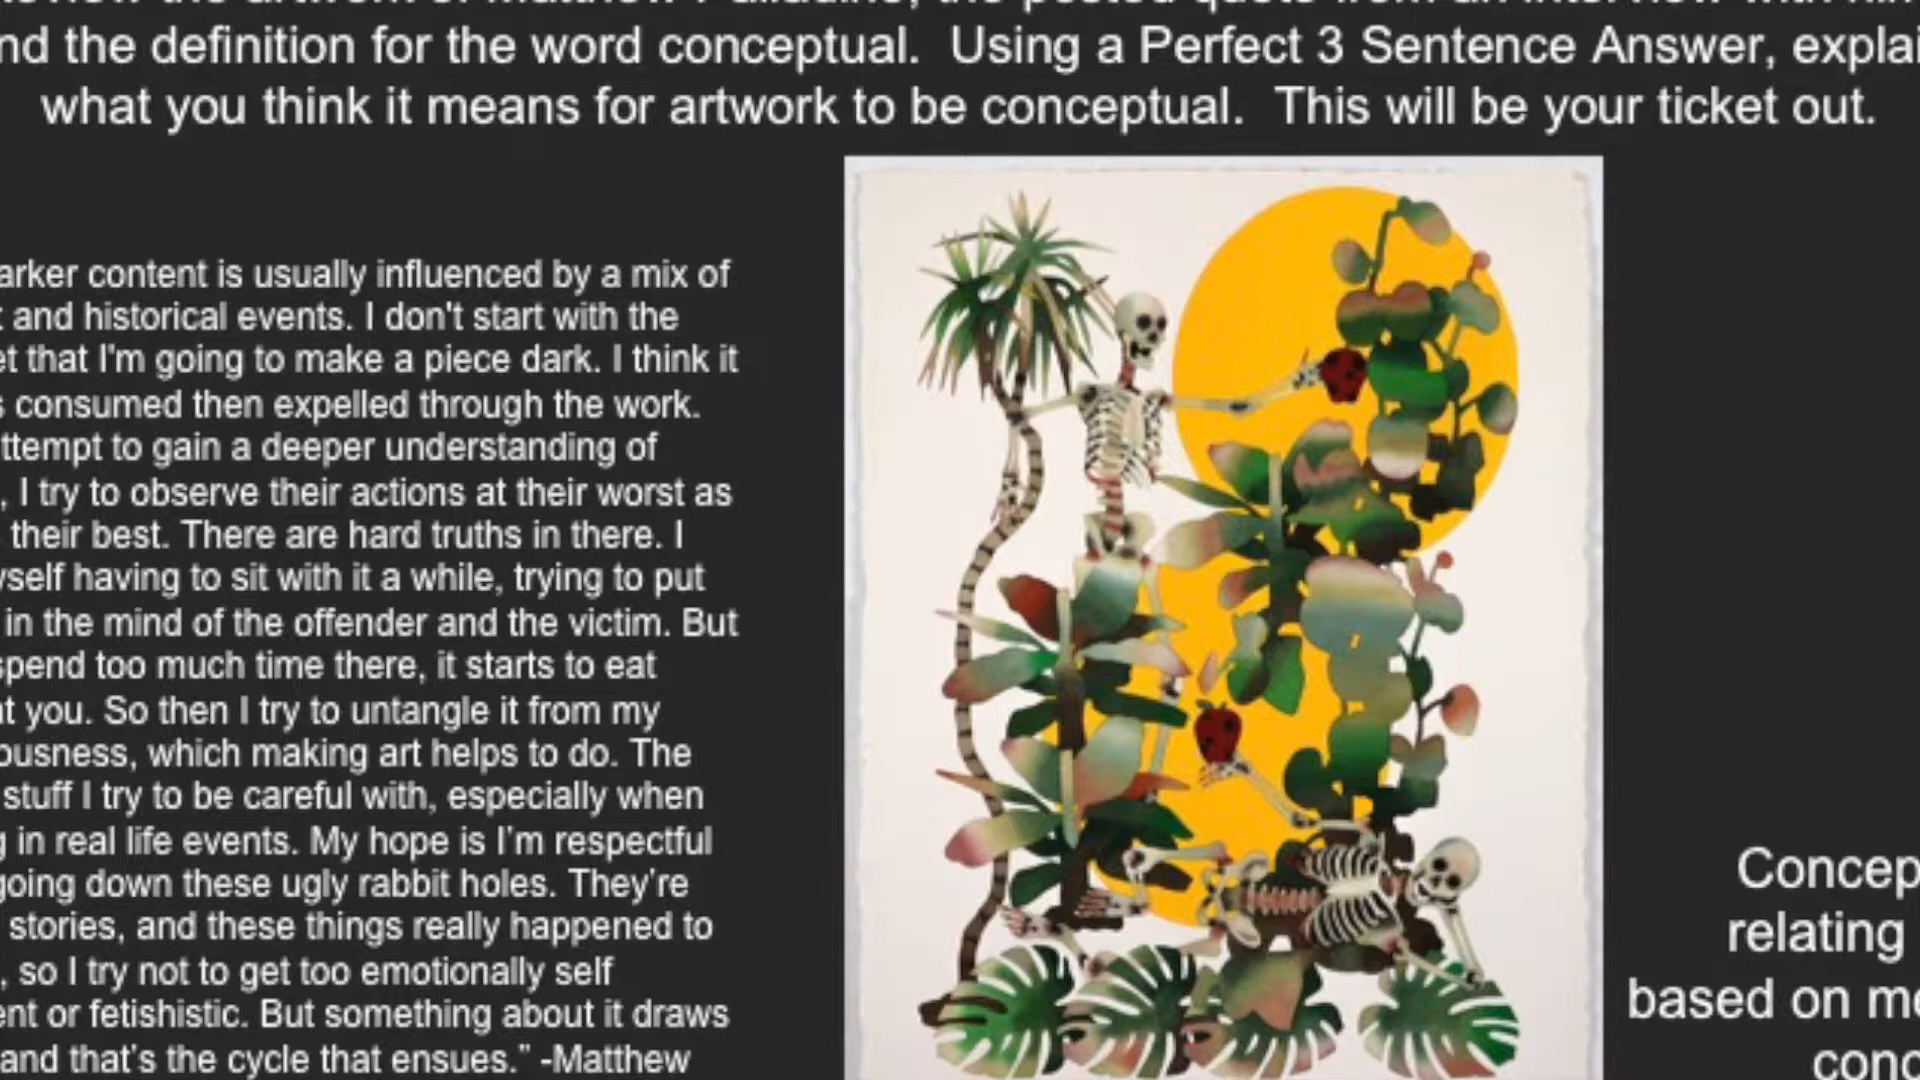 nd the definition for the word conceptual. Using a Perfect 3 Sentence Answer, explai
what you think it means for artwork to be conceptual. This will be your ticket out.
arker content is usually influenced by a mix of
and historical events. I don't start with the
et that I'm going to make a piece dark. I think it
s consumed then expelled through the work.
ttempt to gain a deeper understanding of
, I try to observe their actions at their worst as
their best. There are hard truths in there. I
yself having to sit with it a while, trying to put
in the mind of the offender and the victim. But
spend too much time there, it starts to eat
at you. So then I try to untangle it from my
ousness, which making art helps to do. The
stuff I try to be careful with, especially when
g in real life events. My hope is I'm respectful
going down these ugly rabbit holes. They're
stories, and these things really happened to
, so I try not to get too emotionally self
ent or fetishistic. But something about it draws
and that's the cycle that ensues." -Matthew
Concep
relating
based on me
conc